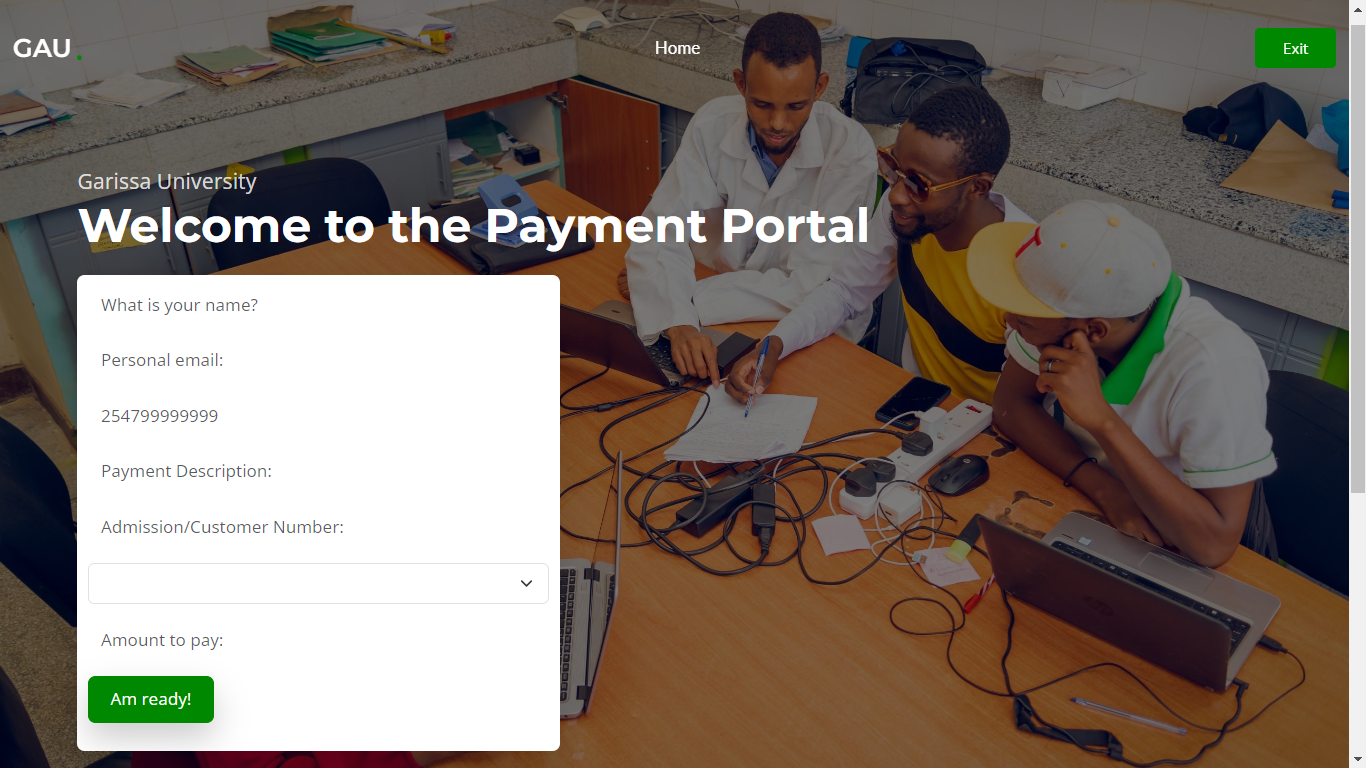 GAU.
Home
Exit
Garissa University
Welcome to the Payment Portal
What is your name?
Personal email:
254799999999
Payment Description:
Admission/Customer Number:
Amount to pay:
Am ready!